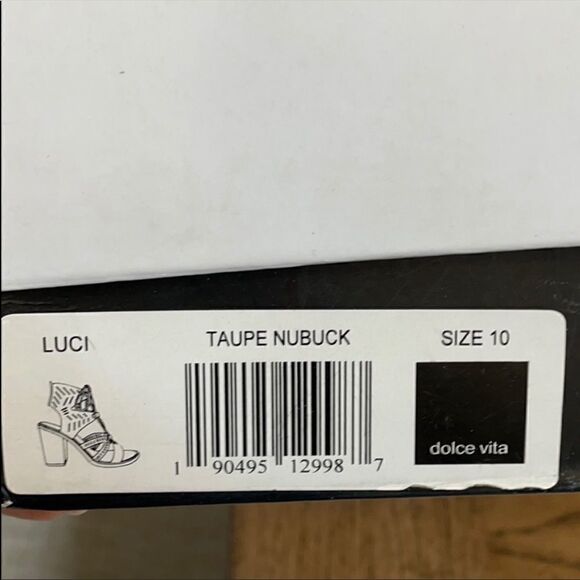 LUCI TAUPE NUBUCK SIZE 10
dolce vita
1 90495 12998 7